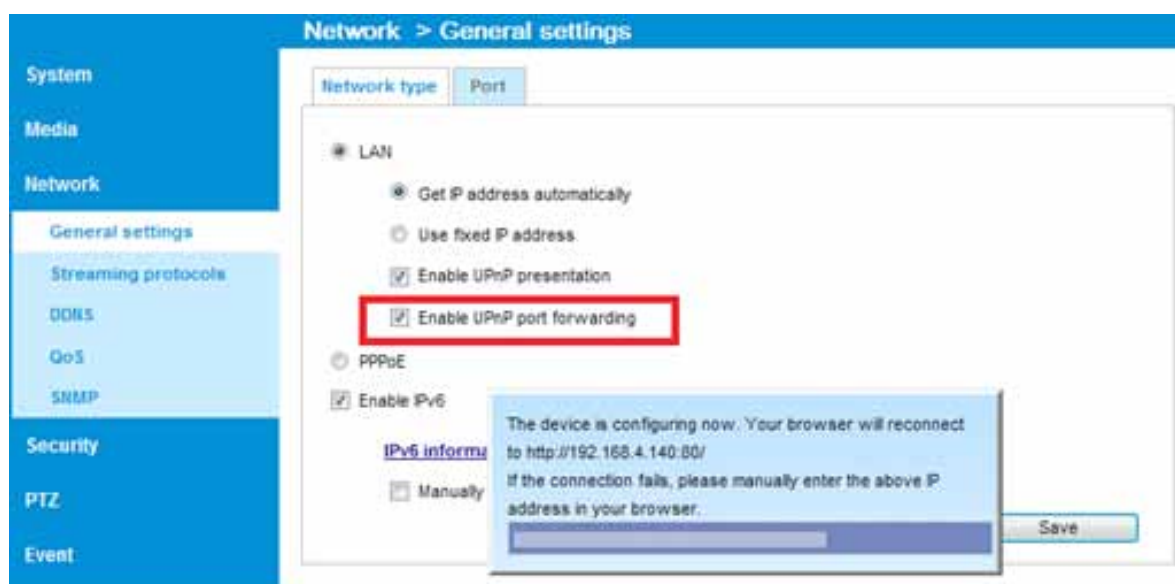 Network > General settings
System
Media
Network
General settings
Streaming protocols
DDNS
QoS
SNMP
Security
PTZ
Event
Network type
Port
LAN
Get IP address automatically
Use fixed IP address
Enable UPnP presentation
Enable UPnP port forwarding
PPPoE
Enable IPv6
IPv6 informa
Manually
The device is configuring now. Your browser will reconnect
to http://192.168.4.140:80/
If the connection fails, please manually enter the above IP
address in your browser.
Save